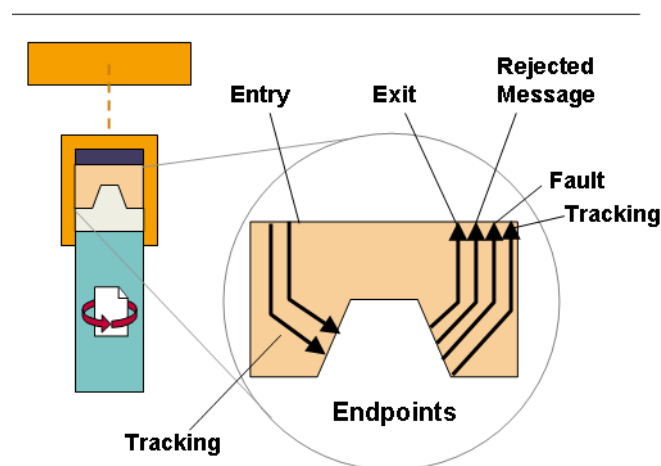 Entry
Exit
Rejected
Message
Fault
Tracking
Endpoints
Tracking